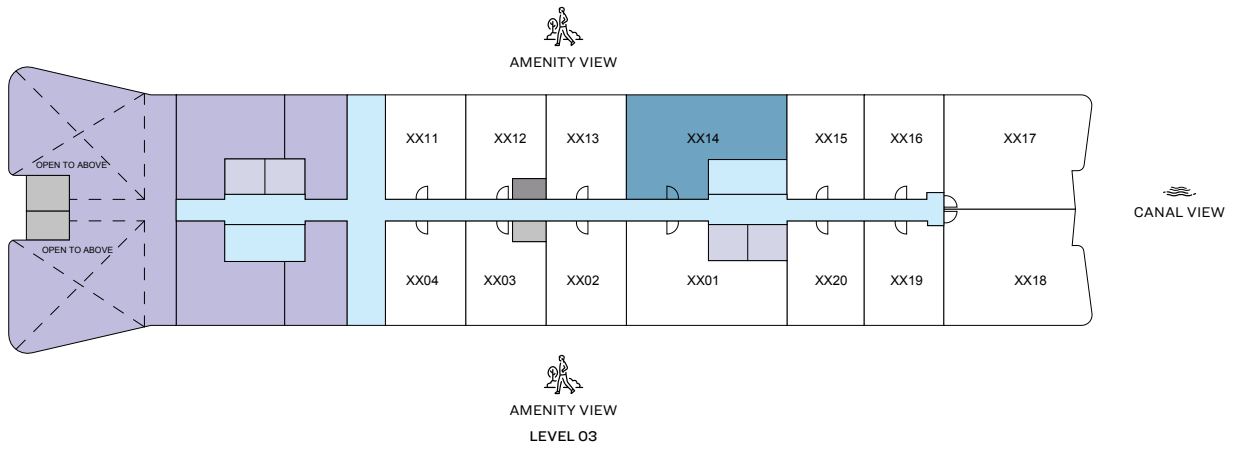 AMENITY VIEW
XX11
XX12
XX13
XX14
XX15
XX16
XX17
OPEN TO ABOVE
CANAL VIEW
OPEN TO ABOVE
XX04
XX03
XX02
XX01
XX20
XX19
XX18
AMENITY VIEW
LEVEL 03